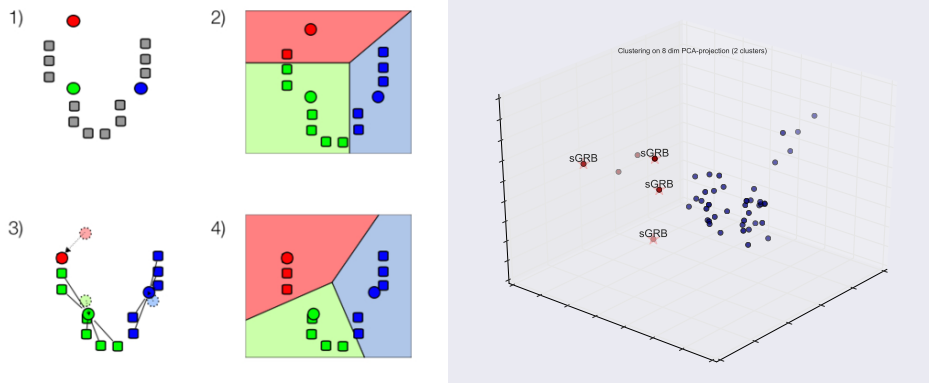 1)
2)
3)
4)
Clustering on 8 dim PCA-projection (2 clusters)
sGRB
sGRB
sGRB
sGRB